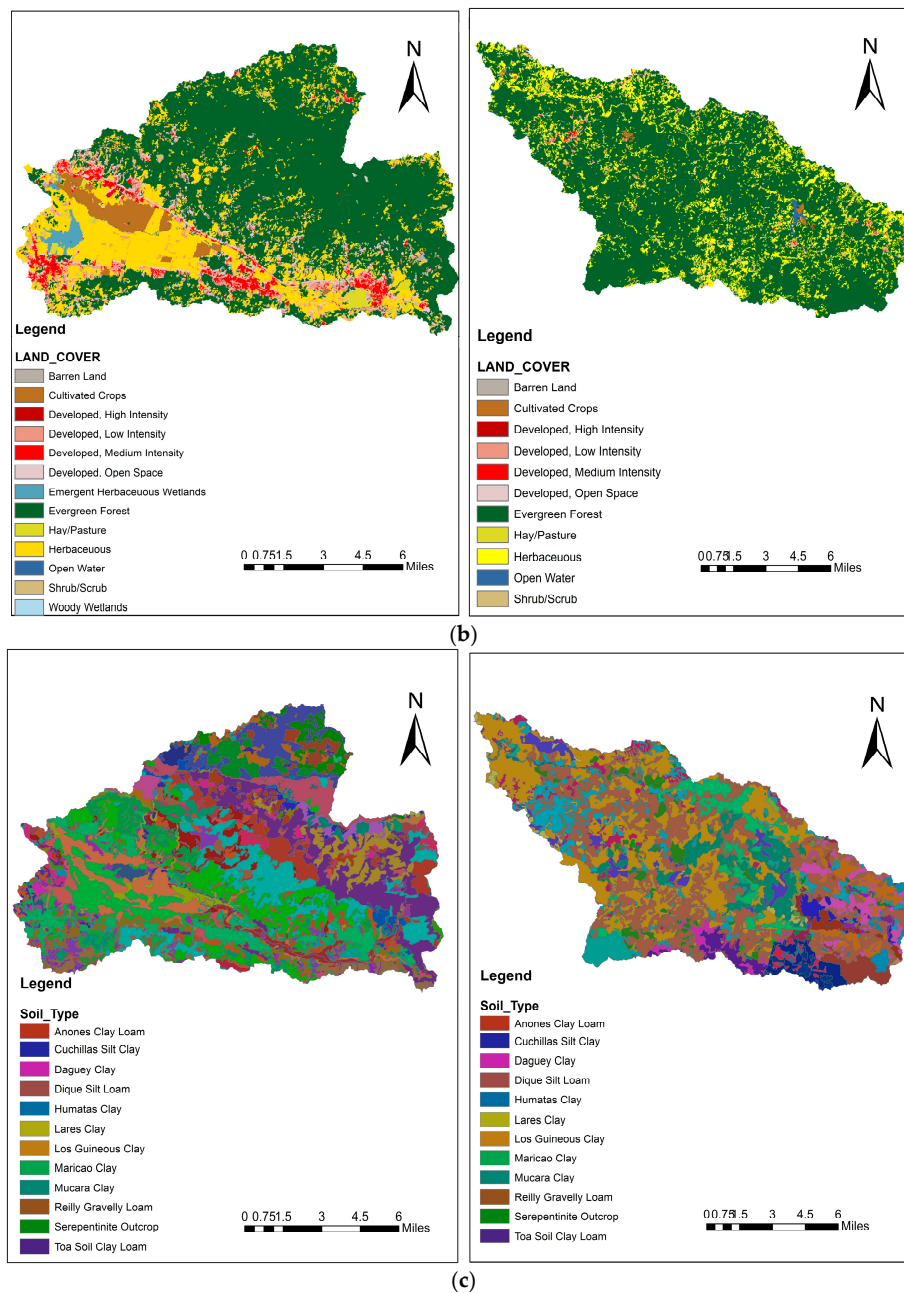 N
Legend
LAND_COVER
Barren Land
Cultivated Crops
Developed, High Intensity
Developed, Low Intensity
Developed, Medium Intensity
Developed, Open Space
Emergent Herbaceuous Wetlands
Evergreen Forest
Hay/Pasture
Herbaceuous
Open Water
Shrub/Scrub
Woody Wetlands
0 0.751.5 3 4.5 6
Miles
N
Legend
LAND_COVER
Barren Land
Cultivated Crops
Developed, High Intensity
Developed, Low Intensity
Developed, Medium Intensity
Developed, Open Space
Evergreen Forest
Hay/Pasture
Herbaceuous
Open Water
Shrub/Scrub
0 0.751.5 3 4.5 6
Miles
(b)
N
Legend
Soil_Type
Anones Clay Loam
Cuchillas Silt Clay
Daguey Clay
Dique Silt Loam
Humatas Clay
Lares Clay
Los Guineous Clay
Maricao Clay
Mucara Clay
Reilly Gravelly Loam
Serepentinite Outcrop
Toa Soil Clay Loam
0 0.751.5 3 4.5 6
Miles
N
Legend
Soil_Type
Anones Clay Loam
Cuchillas Silt Clay
Daguey Clay
Dique Silt Loam
Humatas Clay
Lares Clay
Los Guineous Clay
Maricao Clay
Mucara Clay
Reilly Gravelly Loam
Serepentinite Outcrop
Toa Soil Clay Loam
0 0.751.5 3 4.5 6
Miles
(c)